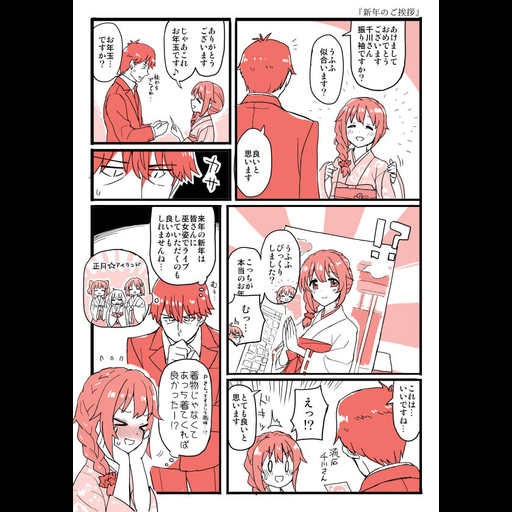 『新年のご挨拶』
あけまして
おめでとう
ございます
千川さん
振り袖ですか?
うふふ
似合います?
良いと
思います
ありがとう
ございます
じゃあこれ
お年玉です♪
お年玉…
ですか?
!?
うふふ
びっくり
しました?
こっちが
本当のお年
むっ…
これは…
いいですね…
えっ!?
とても良いと
思います
流石
千川さん
来年の新年は
皆さんに
巫女姿でライブ
していただくのも
良いかも
しれませんね…
正月☆アイランド
着物じゃなくて
あっち着てくれば
良かったー!?